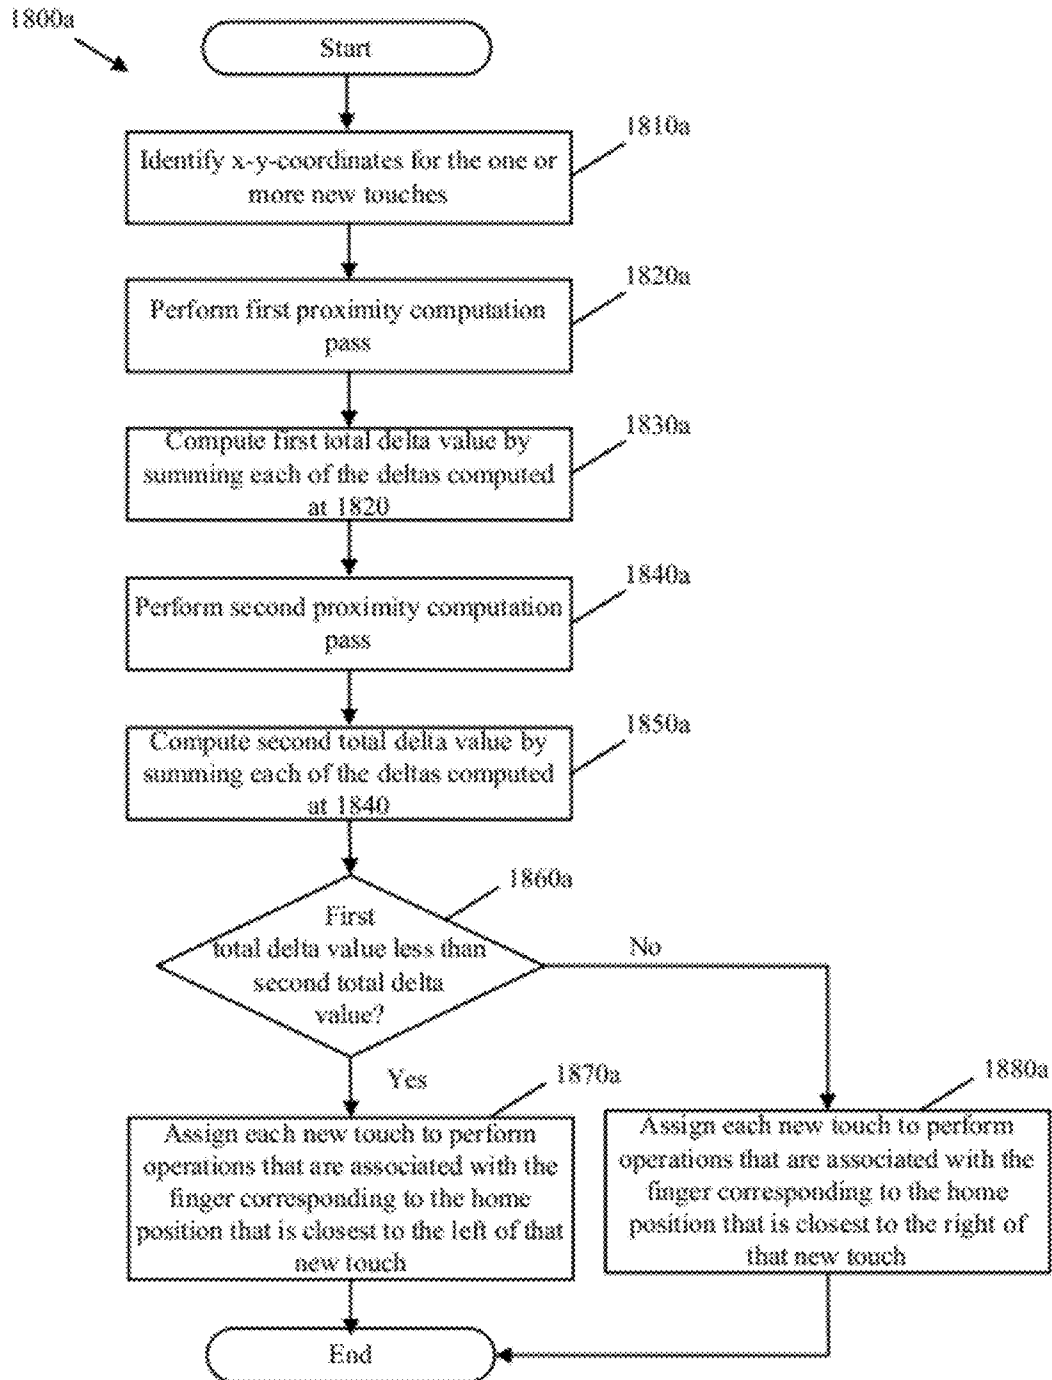 1800a
Start
1810a
Identify x-y-coordinates for the one or
more new touches
1820a
Perform first proximity computation
pass
1830a
Compute first total delta value by
summing each of the deltas computed
at 1820
1840a
Perform second proximity computation
pass
1850a
Compute second total delta value by
summing each of the deltas computed
at 1840
1860a
First
total delta value less than
second total delta
value?
No
Yes
1870a
Assign each new touch to perform
operations that are associated with the
finger corresponding to the home
position that is closest to the left of that
new touch
1880a
Assign each new touch to perform
operations that are associated with the
finger corresponding to the home
position that is closest to the right of
that new touch
End